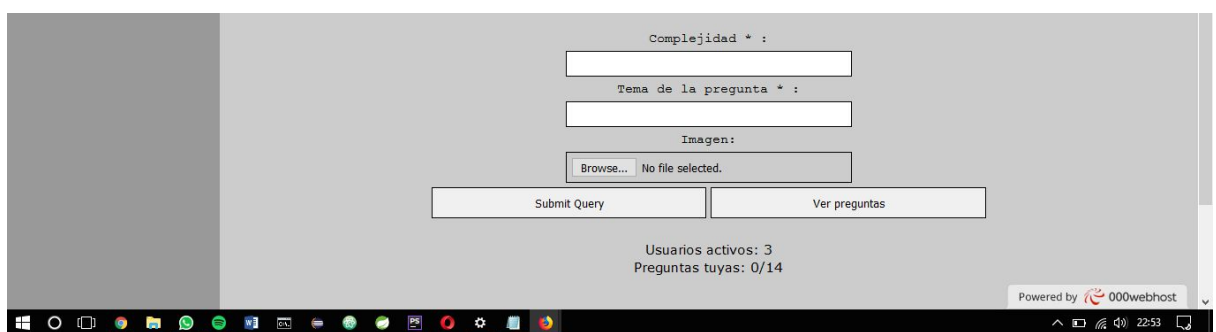 Complejidad * :
Tema de la pregunta * :
Imagen:
Browse... No file selected.
Submit Query Ver preguntas
Usuarios activos: 3
Preguntas tuyas: 0/14
Powered by 000webhost
22:53